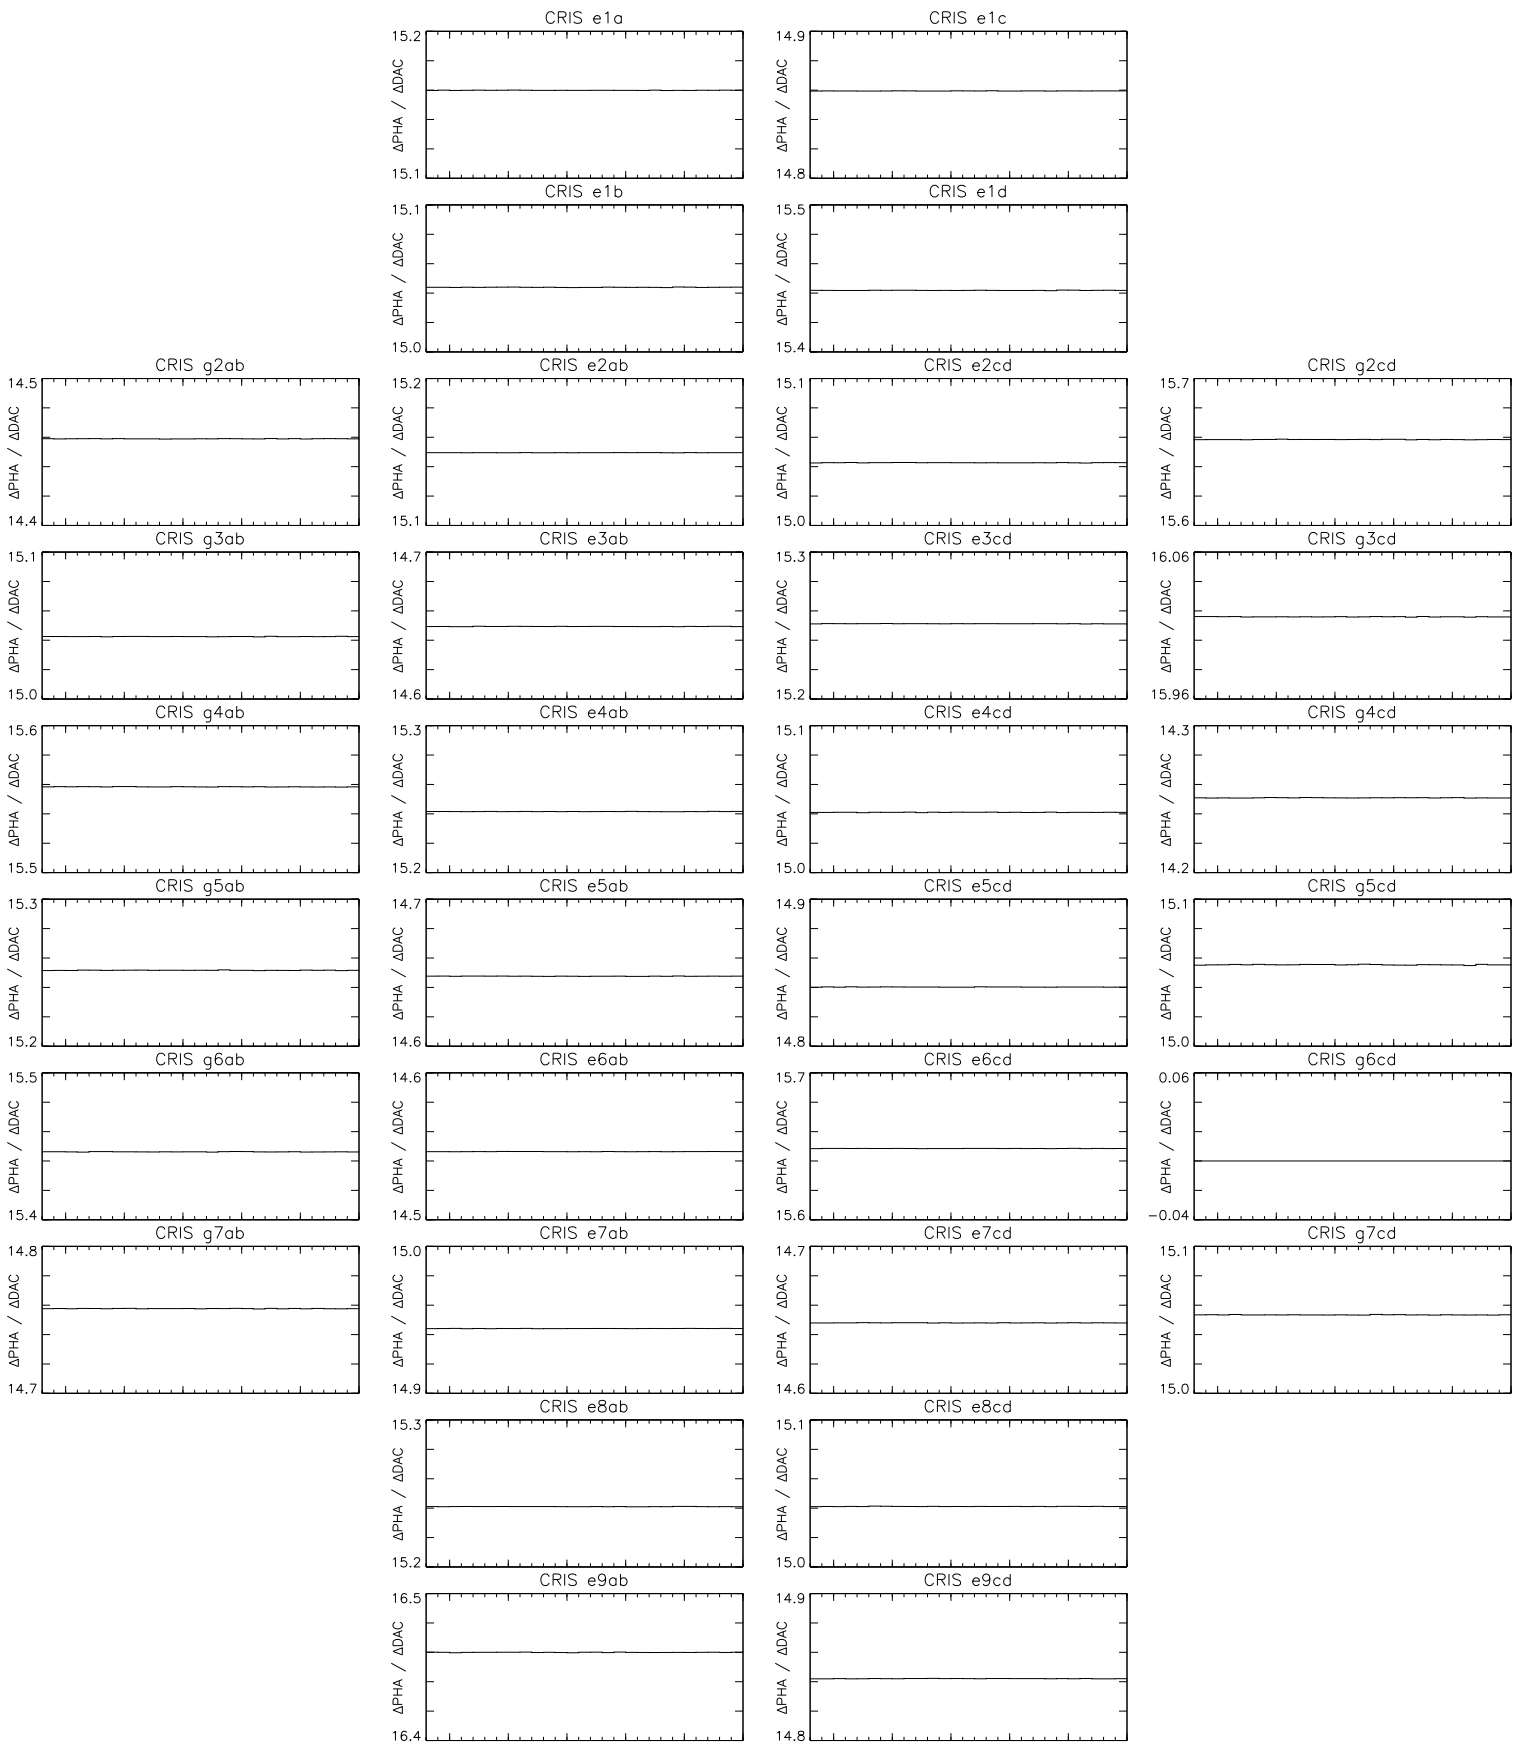 CRIS e1a
15.2
ΔPHA / ΔDAC
15.1
CRIS e1c
14.9
ΔPHA / ΔDAC
14.8
CRIS e1b
15.1
ΔPHA / ΔDAC
15.0
CRIS e1d
15.5
ΔPHA / ΔDAC
15.4
CRIS g2ab
14.5
ΔPHA / ΔDAC
14.4
CRIS e2ab
15.2
ΔPHA / ΔDAC
15.1
CRIS e2cd
15.1
ΔPHA / ΔDAC
15.0
CRIS g2cd
15.7
ΔPHA / ΔDAC
15.6
CRIS g3ab
15.1
ΔPHA / ΔDAC
15.0
CRIS e3ab
14.7
ΔPHA / ΔDAC
14.6
CRIS e3cd
15.3
ΔPHA / ΔDAC
15.2
CRIS g3cd
16.06
ΔPHA / ΔDAC
15.96
CRIS g4ab
15.6
ΔPHA / ΔDAC
15.5
CRIS e4ab
15.3
ΔPHA / ΔDAC
15.2
CRIS e4cd
15.1
ΔPHA / ΔDAC
15.0
CRIS g4cd
14.3
ΔPHA / ΔDAC
14.2
CRIS g5ab
15.3
ΔPHA / ΔDAC
15.2
CRIS e5ab
14.7
ΔPHA / ΔDAC
14.6
CRIS e5cd
14.9
ΔPHA / ΔDAC
14.8
CRIS g5cd
15.1
ΔPHA / ΔDAC
15.0
CRIS g6ab
15.5
ΔPHA / ΔDAC
15.4
CRIS e6ab
14.6
ΔPHA / ΔDAC
14.5
CRIS e6cd
15.7
ΔPHA / ΔDAC
15.6
CRIS g6cd
0.06
ΔPHA / ΔDAC
−0.04
CRIS g7ab
14.8
ΔPHA / ΔDAC
14.7
CRIS e7ab
15.0
ΔPHA / ΔDAC
14.9
CRIS e7cd
14.7
ΔPHA / ΔDAC
14.6
CRIS g7cd
15.1
ΔPHA / ΔDAC
15.0
CRIS e8ab
15.3
ΔPHA / ΔDAC
15.2
CRIS e8cd
15.1
ΔPHA / ΔDAC
15.0
CRIS e9ab
16.5
ΔPHA / ΔDAC
16.4
CRIS e9cd
14.9
ΔPHA / ΔDAC
14.8